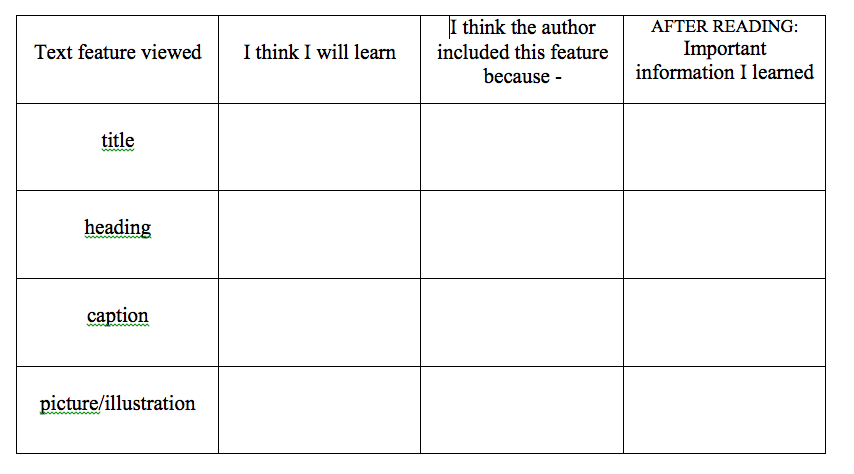 Text feature viewed
I think I will learn
I think the author
included this feature
because -
AFTER READING:
Important
information I learned
title
heading
caption
picture/illustration